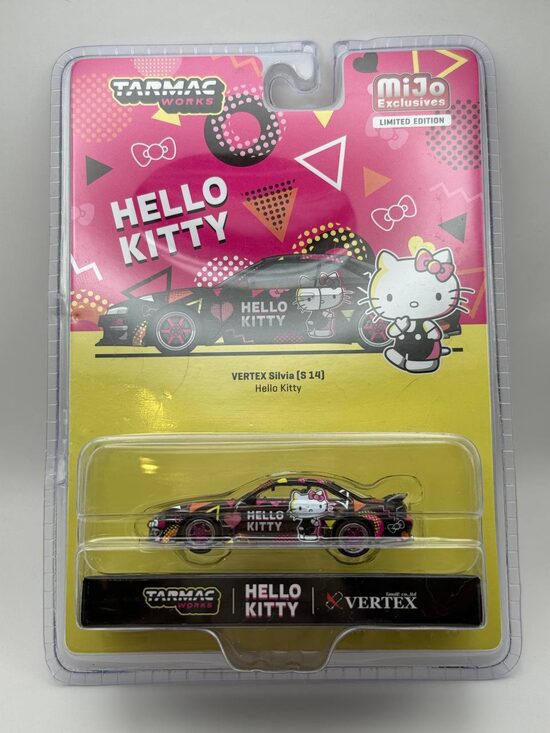 TARMAC
WORKS
MiJo
Exclusives
LIMITED EDITION
HELLO
KITTY
HELLO
KITTY
VERTEX Silvia (S 14)
Hello Kitty
HELLO
KITTY
TARMAC
WORKS
HELLO
KITTY
VERTEX